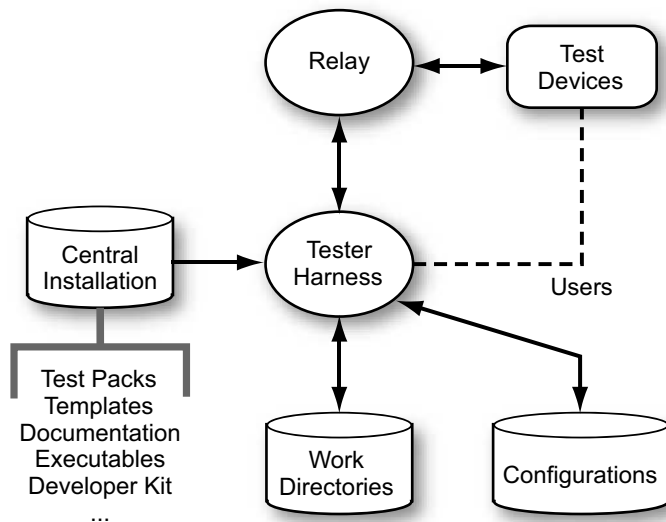 Relay
Test
Devices
Central
Installation
Tester
Harness
Users
Test Packs
Templates
Documentation
Executables
Developer Kit
...
Work
Directories
Configurations